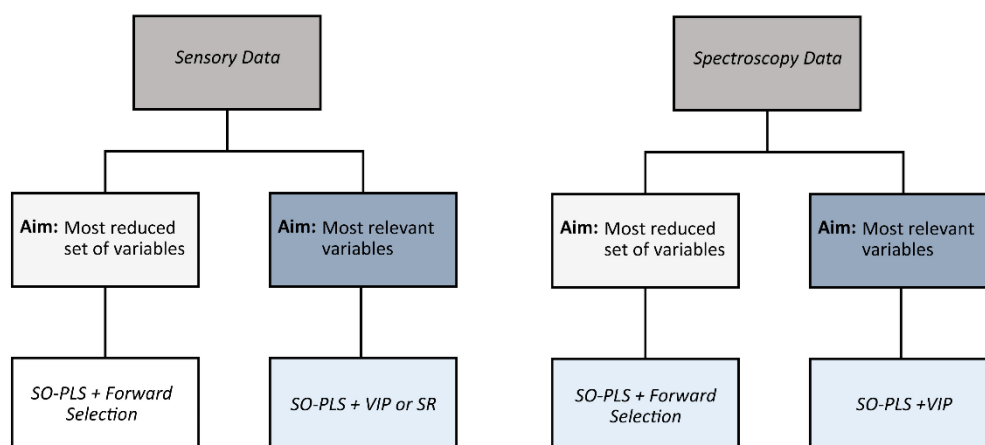 Sensory Data
Aim: Most reduced
set of variables
Aim: Most relevant
variables
SO-PLS + Forward
Selection
SO-PLS + VIP or SR
Spectroscopy Data
Aim: Most reduced
set of variables
Aim: Most relevant
variables
SO-PLS + Forward
Selection
SO-PLS +VIP